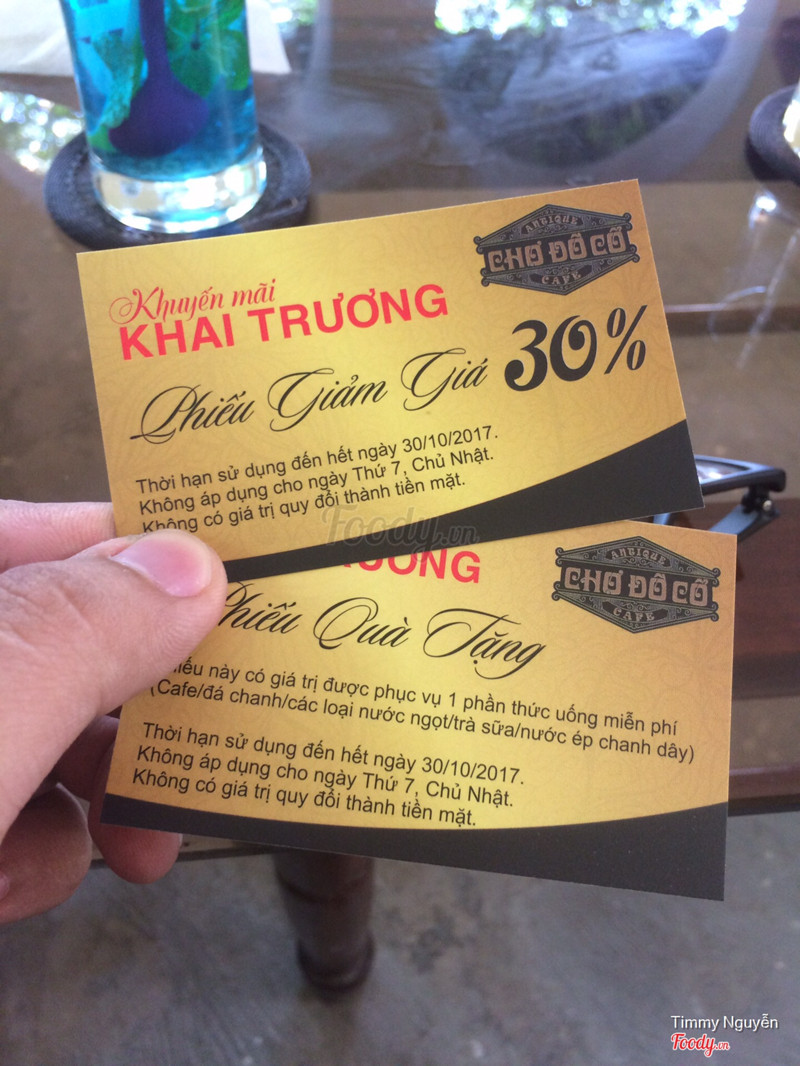 ANTIQUE
CHỢ ĐỒ CỔ
CAFE
Khuyến mãi
KHAI TRƯƠNG
Phiếu Giảm Giá 30%
Thời hạn sử dụng đến hết ngày 30/10/2017.
Không áp dụng cho ngày Thứ 7, Chủ Nhật.
Không có giá trị quy đổi thành tiền mặt.
Foody.vn
ANTIQUE
CHỢ ĐỒ CỔ
CAFE
Phiếu Quà Tặng
này có giá trị được phục vụ 1 phần thức uống miễn phí
(Cafe/đá chanh/các loại nước ngọt/trà sữa/nước ép chanh dây)
Thời hạn sử dụng đến hết ngày 30/10/2017.
Không áp dụng cho ngày Thứ 7, Chủ Nhật.
Không có giá trị quy đổi thành tiền mặt.
Timmy Nguyễn
Foody.vn